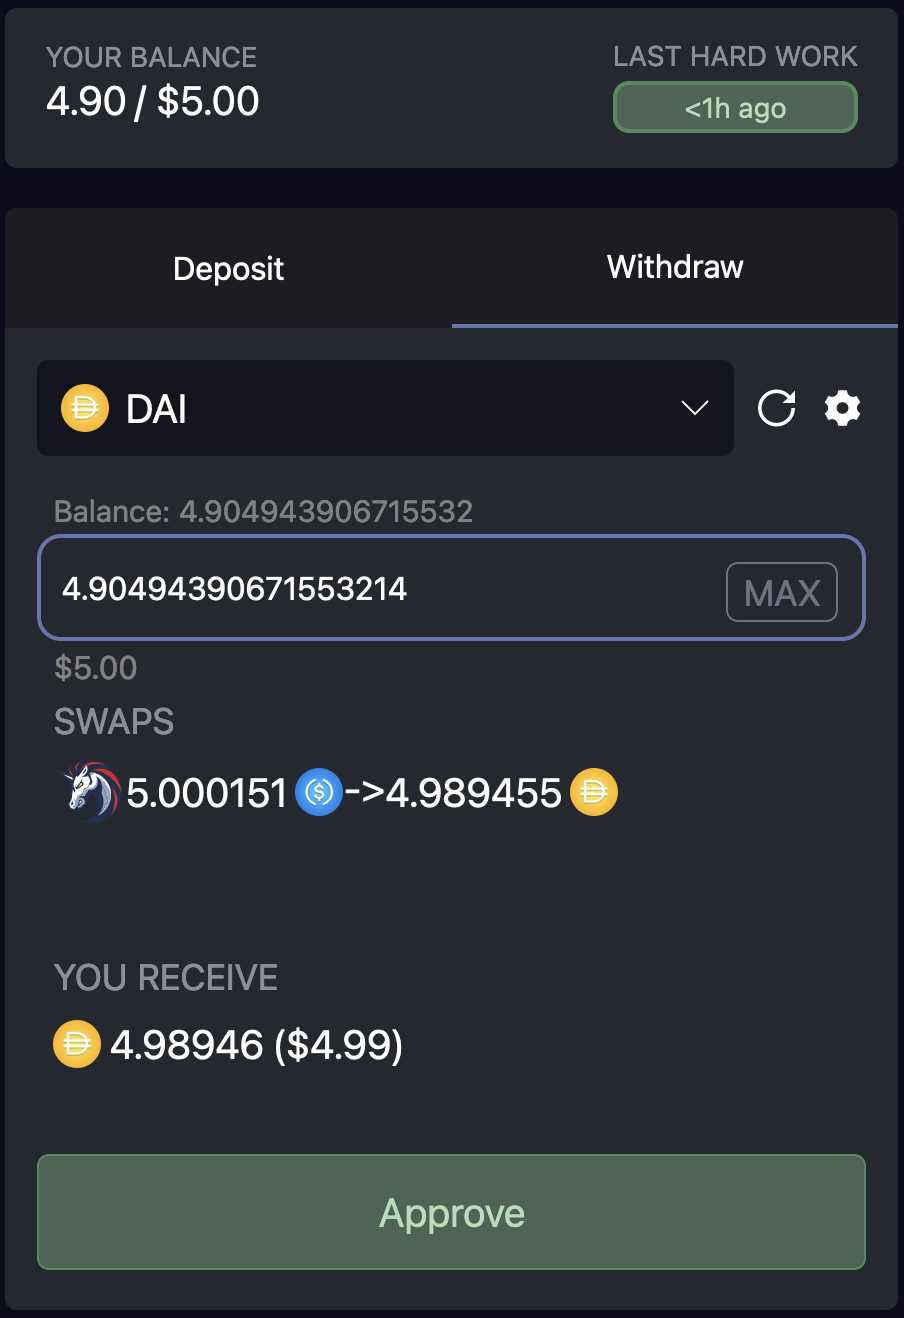 YOUR BALANCE
4.90 / $5.00
LAST HARD WORK
<1h ago
Deposit
Withdraw
DAI
Balance: 4.904943906715532
4.90494390671553214
MAX
$5.00
SWAPS
5.000151 $ ->4.989455
YOU RECEIVE
4.98946 ($4.99)
Approve